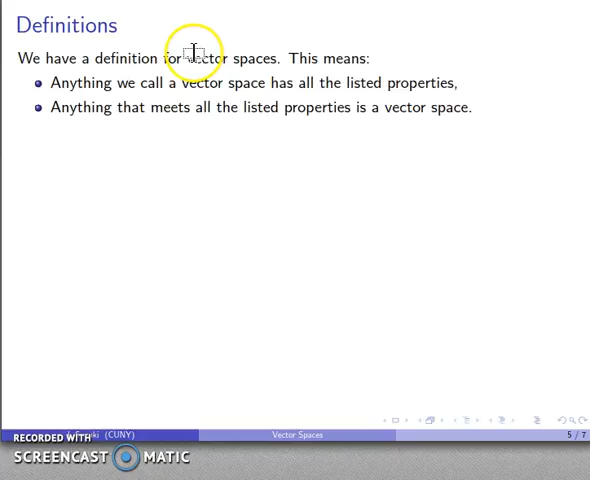 Definitions
We have a definition for vector spaces. This means:
Anything we call a vector space has all the listed properties,
Anything that meets all the listed properties is a vector space.
(CUNY) Vector Spaces 5 / 7
RECORDED WITH
SCREENCAST MATIC